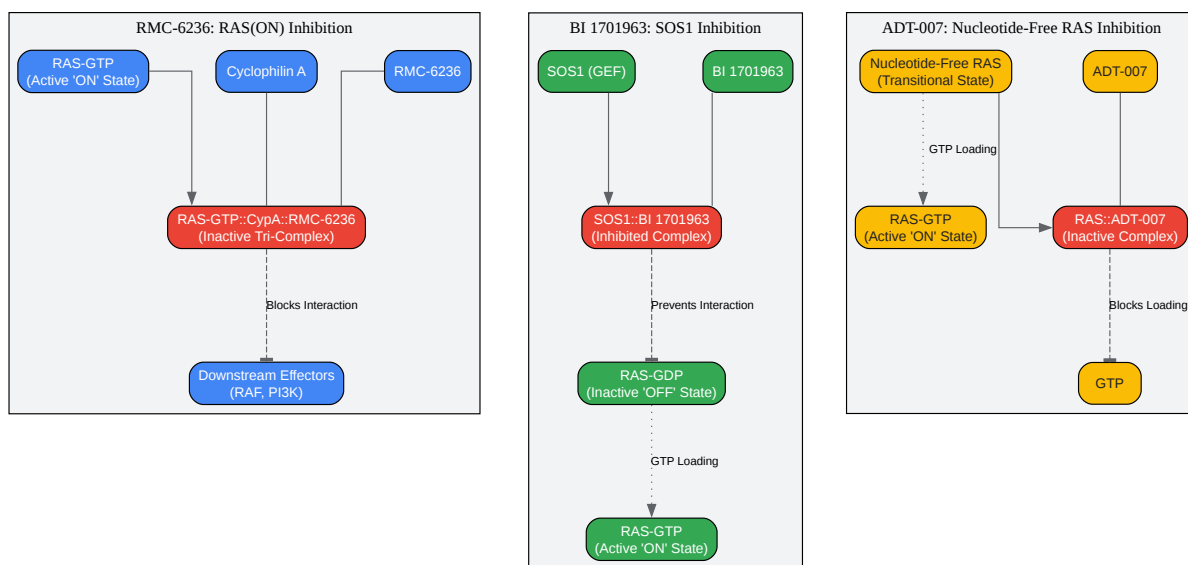 RMC-6236: RAS(ON) Inhibition
RAS-GTP
(Active 'ON' State)
Cyclophilin A
RMC-6236
RAS-GTP::CypA::RMC-6236
(Inactive Tri-Complex)
Blocks Interaction
Downstream Effectors
(RAF, PI3K)
BI 1701963: SOS1 Inhibition
SOS1 (GEF)
BI 1701963
SOS1::BI 1701963
(Inhibited Complex)
Prevents Interaction
RAS-GDP
(Inactive 'OFF' State)
GTP Loading
RAS-GTP
(Active 'ON' State)
ADT-007: Nucleotide-Free RAS Inhibition
Nucleotide-Free RAS
(Transitional State)
ADT-007
GTP Loading
RAS-GTP
(Active 'ON' State)
RAS::ADT-007
(Inactive Complex)
Blocks Loading
GTP